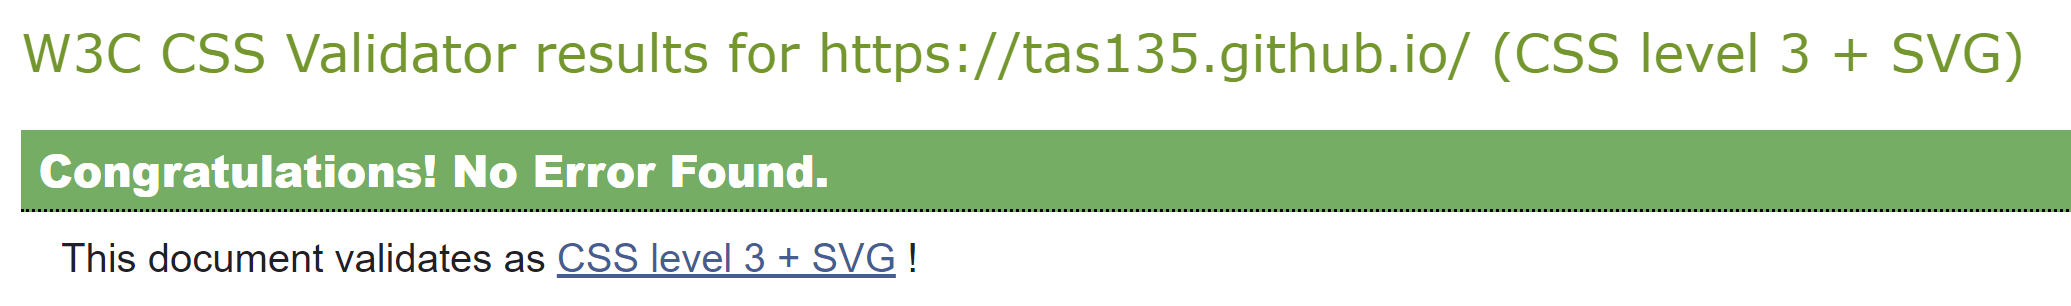 W3C CSS Validator results for https://tas135.github.io/ (CSS level 3 + SVG)
Congratulations! No Error Found.
This document validates as CSS level 3 + SVG !